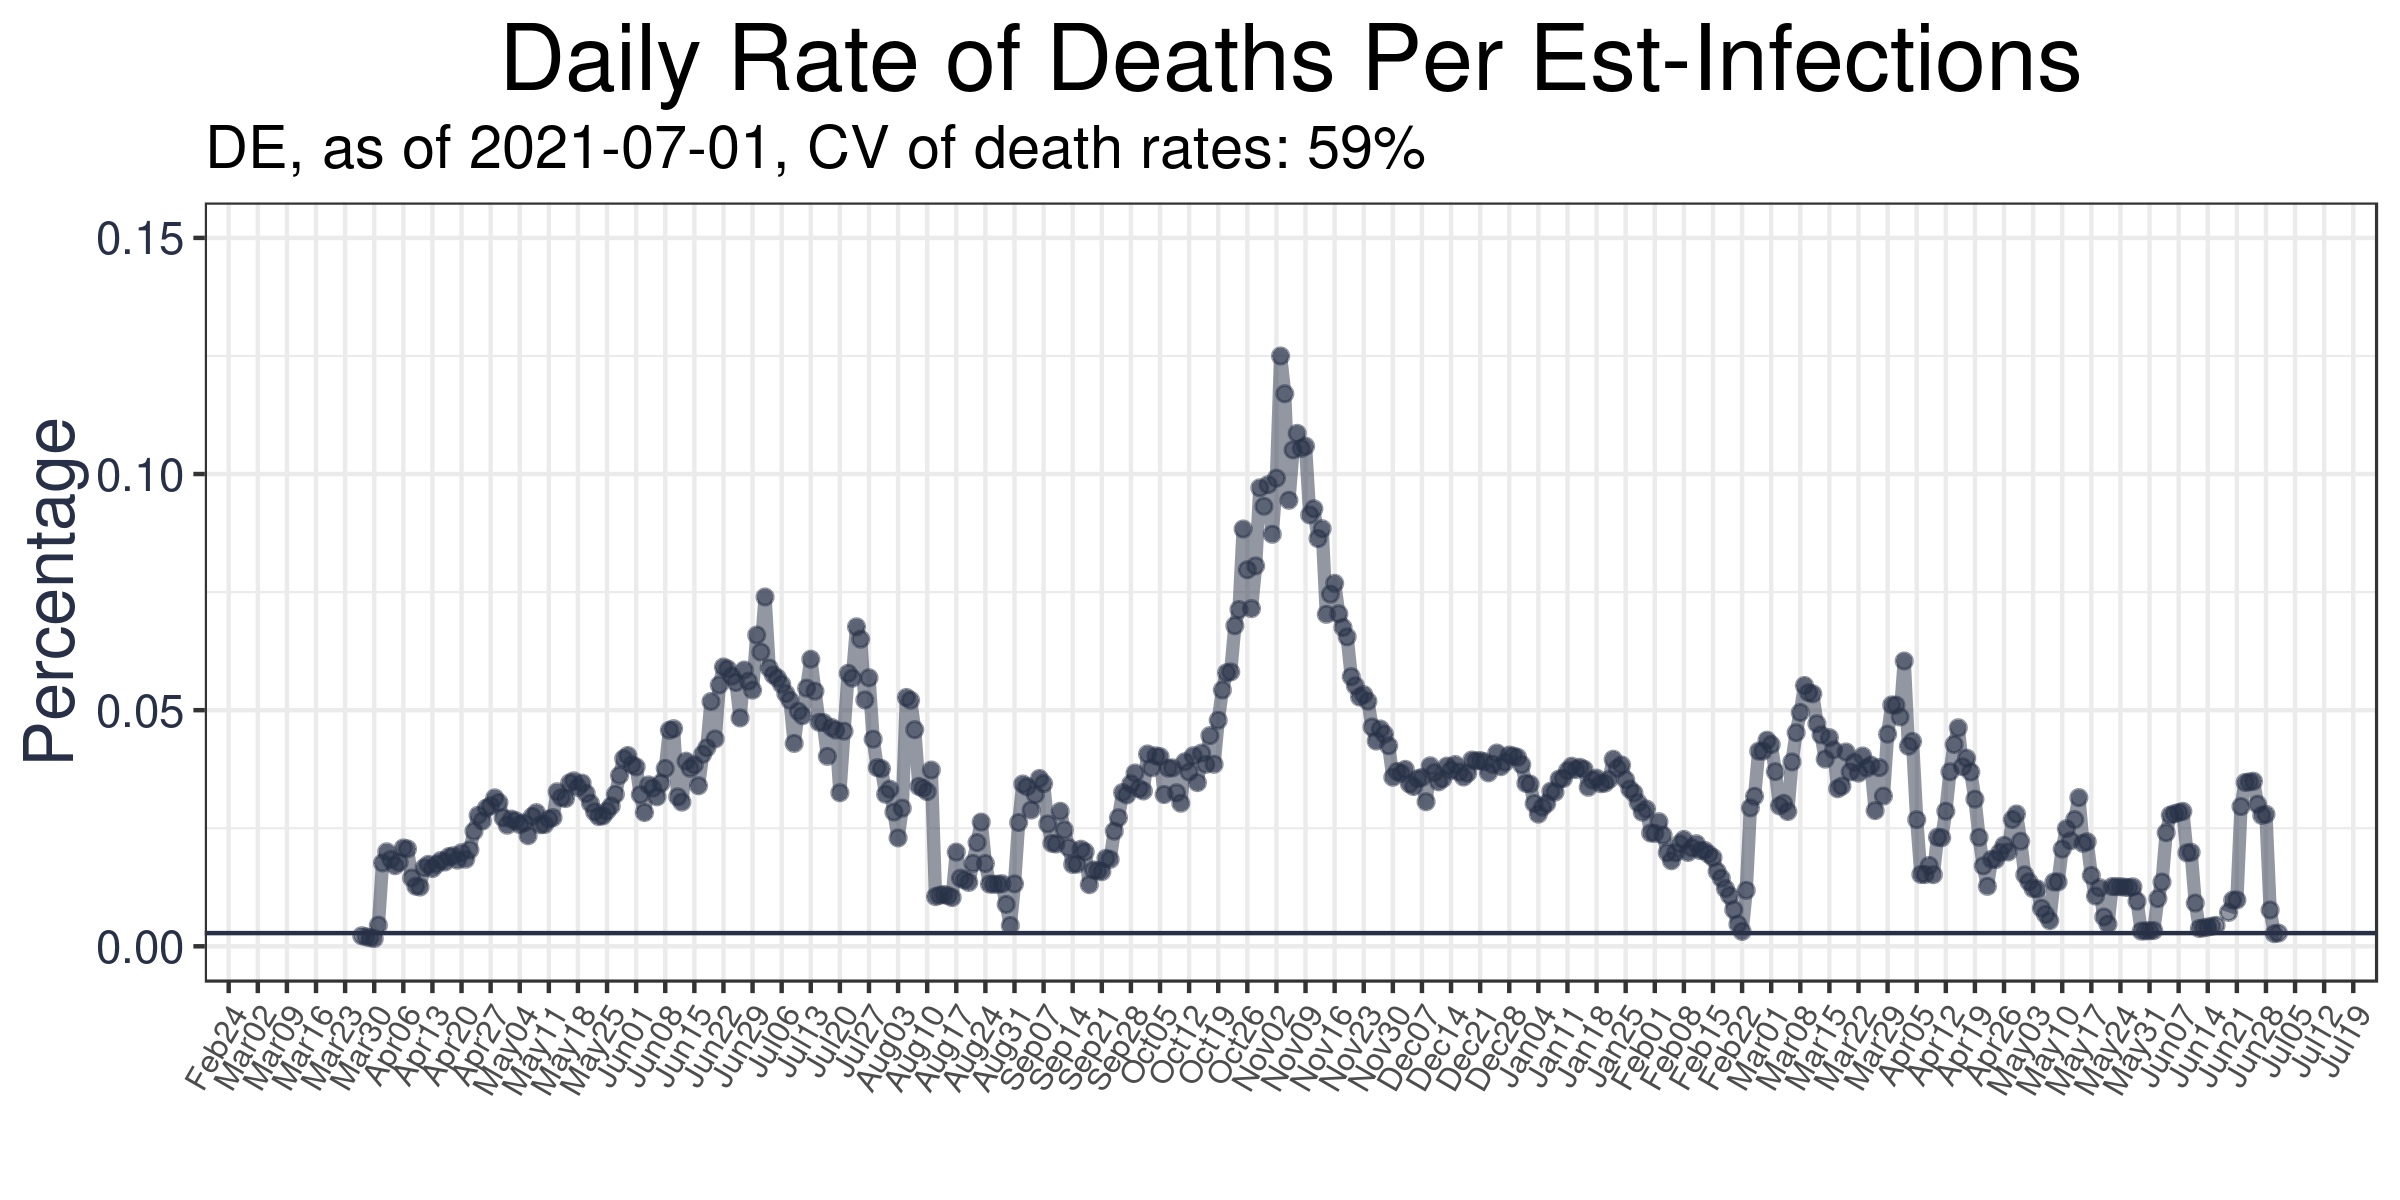 Daily Rate of Deaths Per Est-Infections
DE, as of 2021-07-01, CV of death rates: 59%
Percentage
0.15
0.10
0.05
0.00
Feb24
Mar02
Mar09
Mar16
Mar23
Mar30
Apr06
Apr13
Apr20
Apr27
May04
May11
May18
May25
Jun01
Jun08
Jun15
Jun22
Jun29
Jul06
Jul13
Jul20
Jul27
Aug03
Aug10
Aug17
Aug24
Aug31
Sep07
Sep14
Sep21
Sep28
Oct05
Oct12
Oct19
Oct26
Nov02
Nov09
Nov16
Nov23
Nov30
Dec07
Dec14
Dec21
Dec28
Jan04
Jan11
Jan18
Jan25
Feb01
Feb08
Feb15
Feb22
Mar01
Mar08
Mar15
Mar22
Mar29
Apr05
Apr12
Apr19
Apr26
May03
May10
May17
May24
May31
Jun07
Jun14
Jun21
Jun28
Jul05
Jul12
Jul19